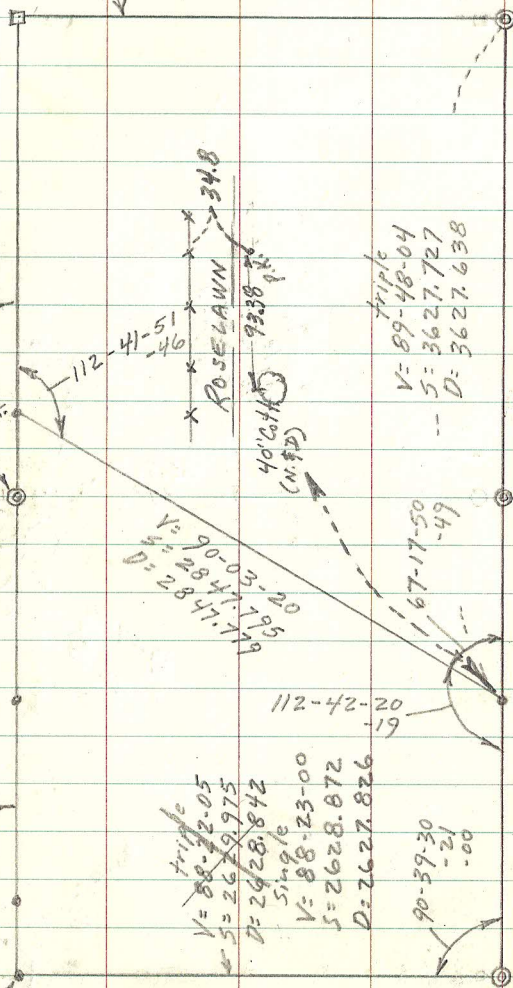 112-41-51
-46
34.8
ROSELAWN
93.38
40" Cott
(N.F.D)
triple
V= 89-48-04
-- S= 3627.727
D= 3627.638
V= 90-03-20
S= 2847.795
D= 2847.779
67-17-50
-49
112-42-20
-19
triple
V= 88-22-05
S= 2629.975
D= 2628.842
Single
V= 88-23-00
S= 2628.872
D= 2627.826
90-39-30
-21
-00